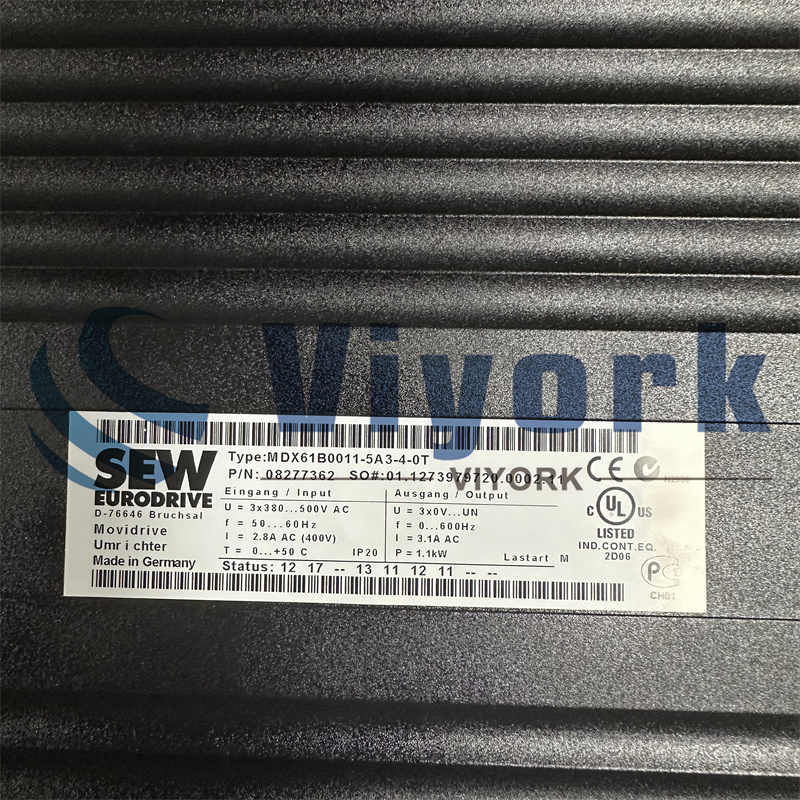 Viyork
SEW
EURODRIVE
D-76646 Bruchsal
Movidrive
Umrichter
Made in Germany
Type:MDX61B0011-5A3-4-0T
P/N: 08277362 SO#:01.1273979720.0002.11
VIYORK
Eingang / Input
U = 3x380...500V AC
f = 50...60Hz
I = 2.8A AC (400V)
T = 0...+50 C IP20
Ausgang / Output
U = 3x0V...UN
f = 0...600Hz
I = 3.1A AC
P = 1.1kW
Lastart M
Status: 12 17 -- 13 11 12 11 -- --
CE
C UL US
LISTED
IND.CONT.EQ.
2D06
CH01